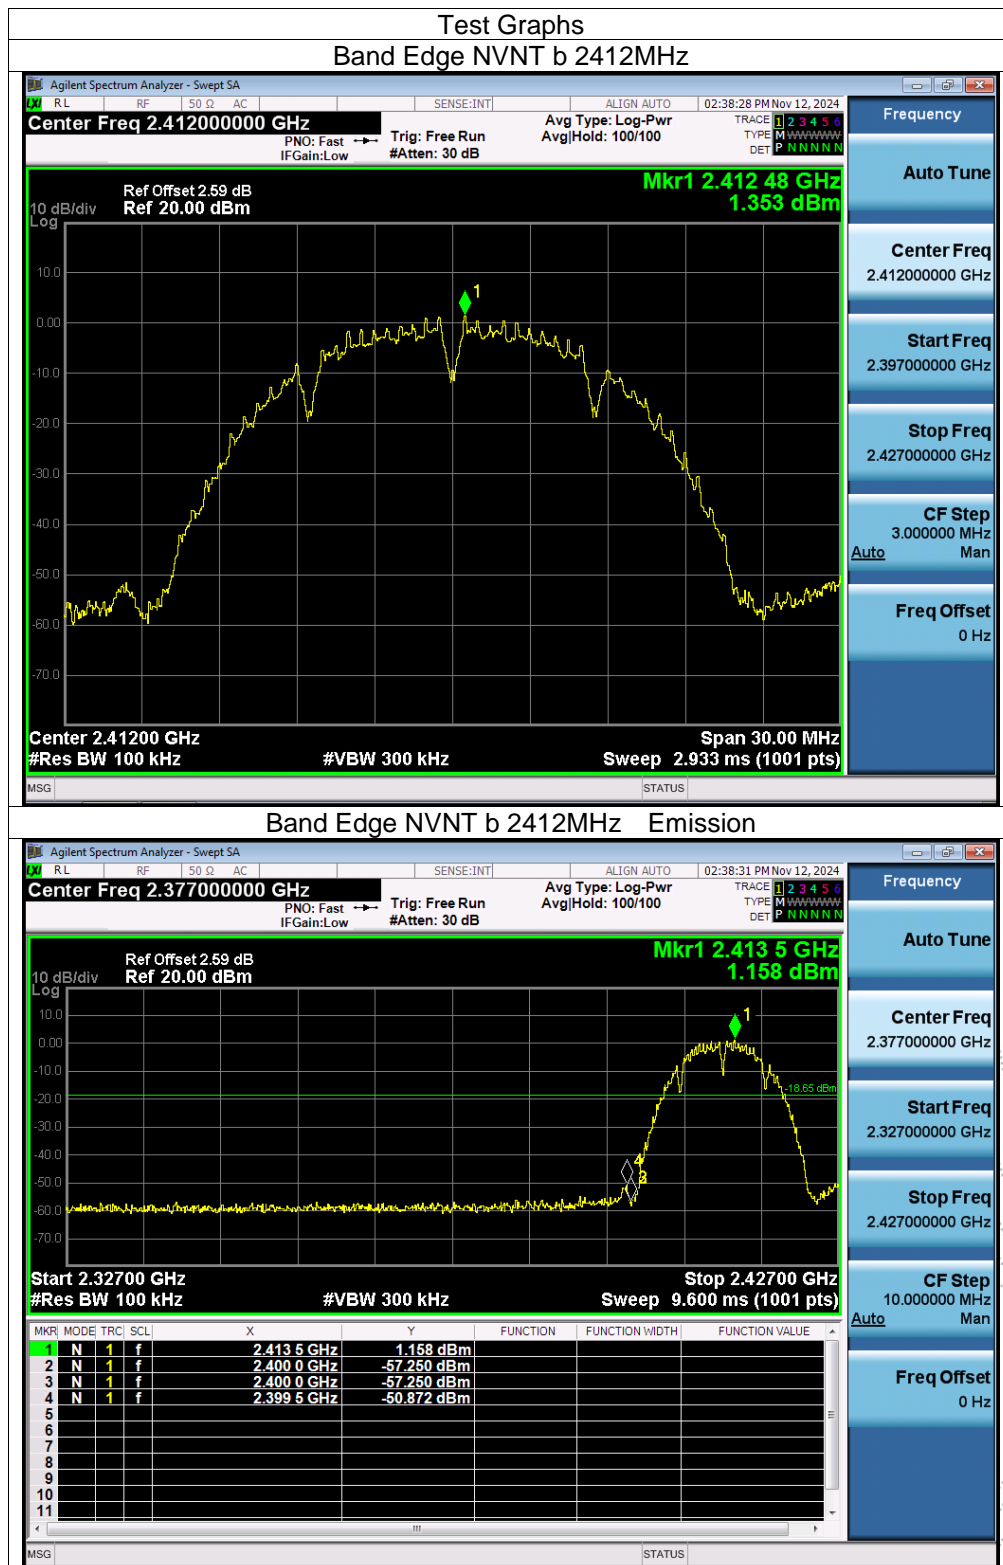 Test Graphs
Band Edge NVNT b 2412MHz
Agilent Spectrum Analyzer - Swept SA
LXI RL RF 50 Ω AC SENSE:INT ALIGN AUTO 02:38:28 PM Nov 12, 2024
Center Freq 2.412000000 GHz
PNO: Fast
IFGain:Low
Trig: Free Run
#Atten: 30 dB
Avg Type: Log-Pwr
Avg|Hold: 100/100
TRACE 1 2 3 4 5 6
TYPE M WWWWW
DET P N N N N N
Frequency
Auto Tune
Center Freq
2.412000000 GHz
Start Freq
2.397000000 GHz
Stop Freq
2.427000000 GHz
CF Step
3.000000 MHz
Auto Man
Freq Offset
0 Hz
Mkr1 2.412 48 GHz
1.353 dBm
Ref Offset 2.59 dB
10 dB/div Ref 20.00 dBm
Log
10.0
0.00
-10.0
-20.0
-30.0
-40.0
-50.0
-60.0
-70.0
1
Center 2.41200 GHz Span 30.00 MHz
#Res BW 100 kHz #VBW 300 kHz Sweep 2.933 ms (1001 pts)
MSG STATUS
Band Edge NVNT b 2412MHz Emission
Agilent Spectrum Analyzer - Swept SA
LXI RL RF 50 Ω AC SENSE:INT ALIGN AUTO 02:38:31 PM Nov 12, 2024
Center Freq 2.377000000 GHz
PNO: Fast
IFGain:Low
Trig: Free Run
#Atten: 30 dB
Avg Type: Log-Pwr
Avg|Hold: 100/100
TRACE 1 2 3 4 5 6
TYPE M WWWWW
DET P N N N N N
Frequency
Auto Tune
Center Freq
2.377000000 GHz
Start Freq
2.327000000 GHz
Stop Freq
2.427000000 GHz
CF Step
10.000000 MHz
Auto Man
Freq Offset
0 Hz
Mkr1 2.413 5 GHz
1.158 dBm
Ref Offset 2.59 dB
10 dB/div Ref 20.00 dBm
Log
10.0
0.00
-10.0
-20.0
-30.0
-40.0
-50.0
-60.0
-70.0
1
-18.65 dBm
4
Start 2.32700 GHz Stop 2.42700 GHz
#Res BW 100 kHz #VBW 300 kHz Sweep 9.600 ms (1001 pts)
MKR MODE TRC SCL X Y FUNCTION FUNCTION WIDTH FUNCTION VALUE
1 N 1 f 2.413 5 GHz 1.158 dBm
2 N 1 f 2.400 0 GHz -57.250 dBm
3 N 1 f 2.400 0 GHz -57.250 dBm
4 N 1 f 2.399 5 GHz -50.872 dBm
5
6
7
8
9
10
11
MSG STATUS